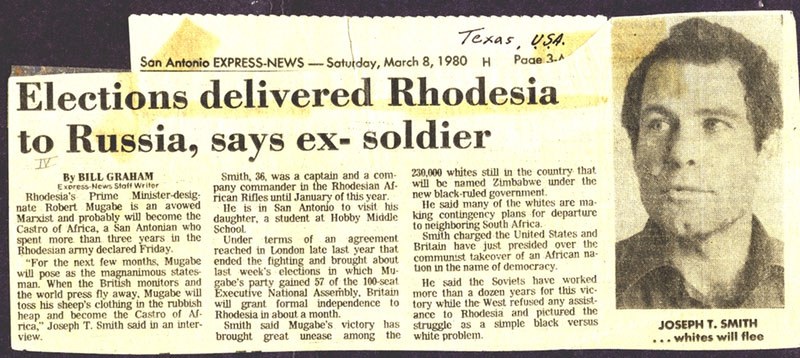 Texas, U.S.A.
San Antonio EXPRESS-NEWS — Saturday, March 8, 1980 H Page 3-A
Elections delivered Rhodesia
to Russia, says ex- soldier
IV
By BILL GRAHAM
Express-News Staff Writer
Rhodesia's Prime Minister-desig-
nate Robert Mugabe is an avowed
Marxist and probably will become the
Castro of Africa, a San Antonian who
spent more than three years in the
Rhodesian army declared Friday.
"For the next few months, Mugabe
will pose as the magnanimous states-
man. When the British monitors and
the world press fly away, Mugabe will
toss his sheep's clothing in the rubbish
heap and become the Castro of Af-
rica," Joseph T. Smith said in an inter-
view.
Smith, 36, was a captain and a com-
pany commander in the Rhodesian Af-
rican Rifles until January of this year.
He is in San Antonio to visit his
daughter, a student at Hobby Middle
School.
Under terms of an agreement
reached in London late last year that
ended the fighting and brought about
last week's elections in which Mu-
gabe's party gained 57 of the 100-seat
Executive National Assembly, Britain
will grant formal independence to
Rhodesia in about a month.
Smith said Mugabe's victory has
brought great unease among the
230,000 whites still in the country that
will be named Zimbabwe under the
new black-ruled government.
He said many of the whites are ma-
king contingency plans for departure
to neighboring South Africa.
Smith charged the United States and
Britain have just presided over the
communist takeover of an African na-
tion in the name of democracy.
He said the Soviets have worked
more than a dozen years for this vic-
tory while the West refused any assist-
ance to Rhodesia and pictured the
struggle as a simple black versus
white problem.
JOSEPH T. SMITH
. . . whites will flee